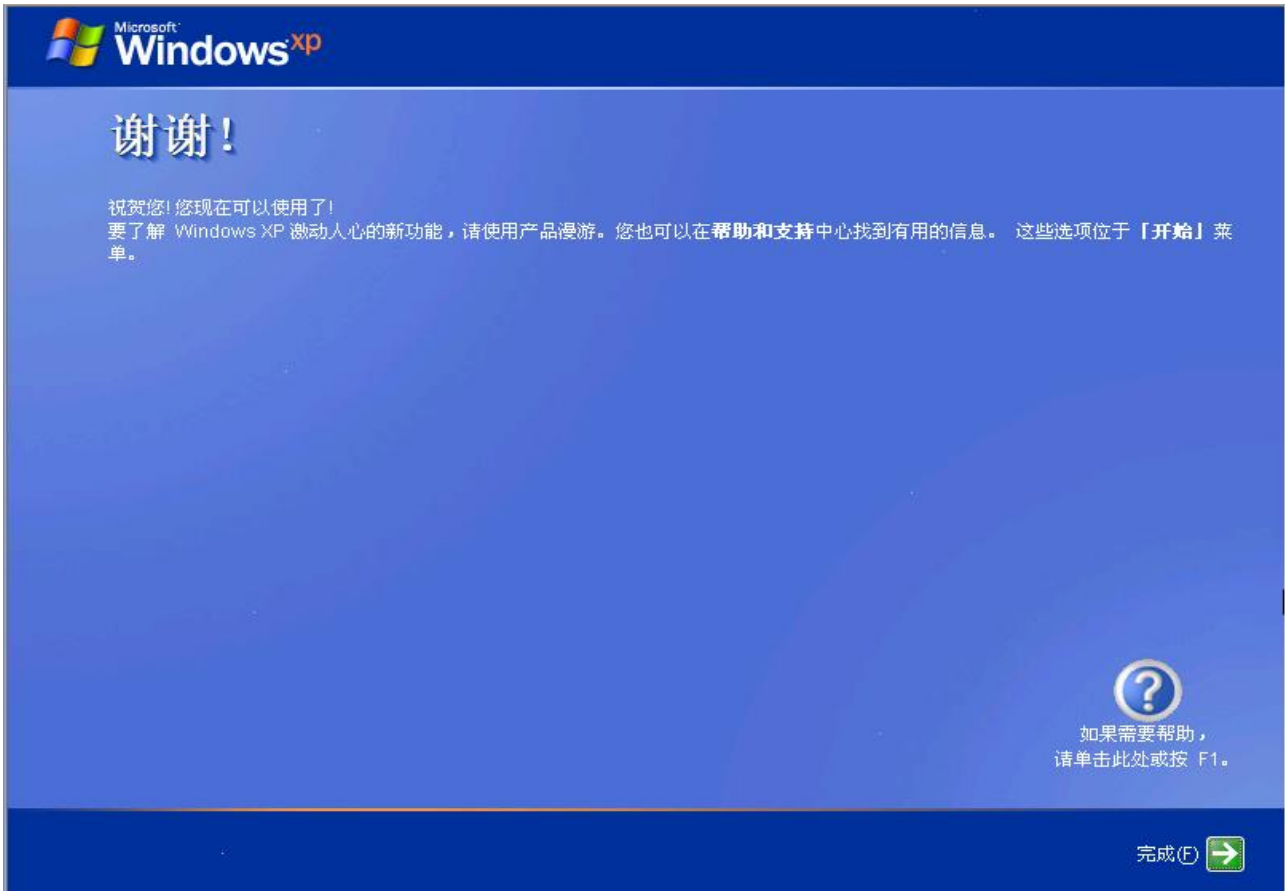 Microsoft
Windows xp
谢谢!
祝贺您!您现在可以使用了!
要了解 Windows XP 激动人心的新功能，请使用产品漫游。您也可以在帮助和支持中心找到有用的信息。 这些选项位于「开始」菜
单。
如果需要帮助，
请单击此处或按 F1。
完成(F)